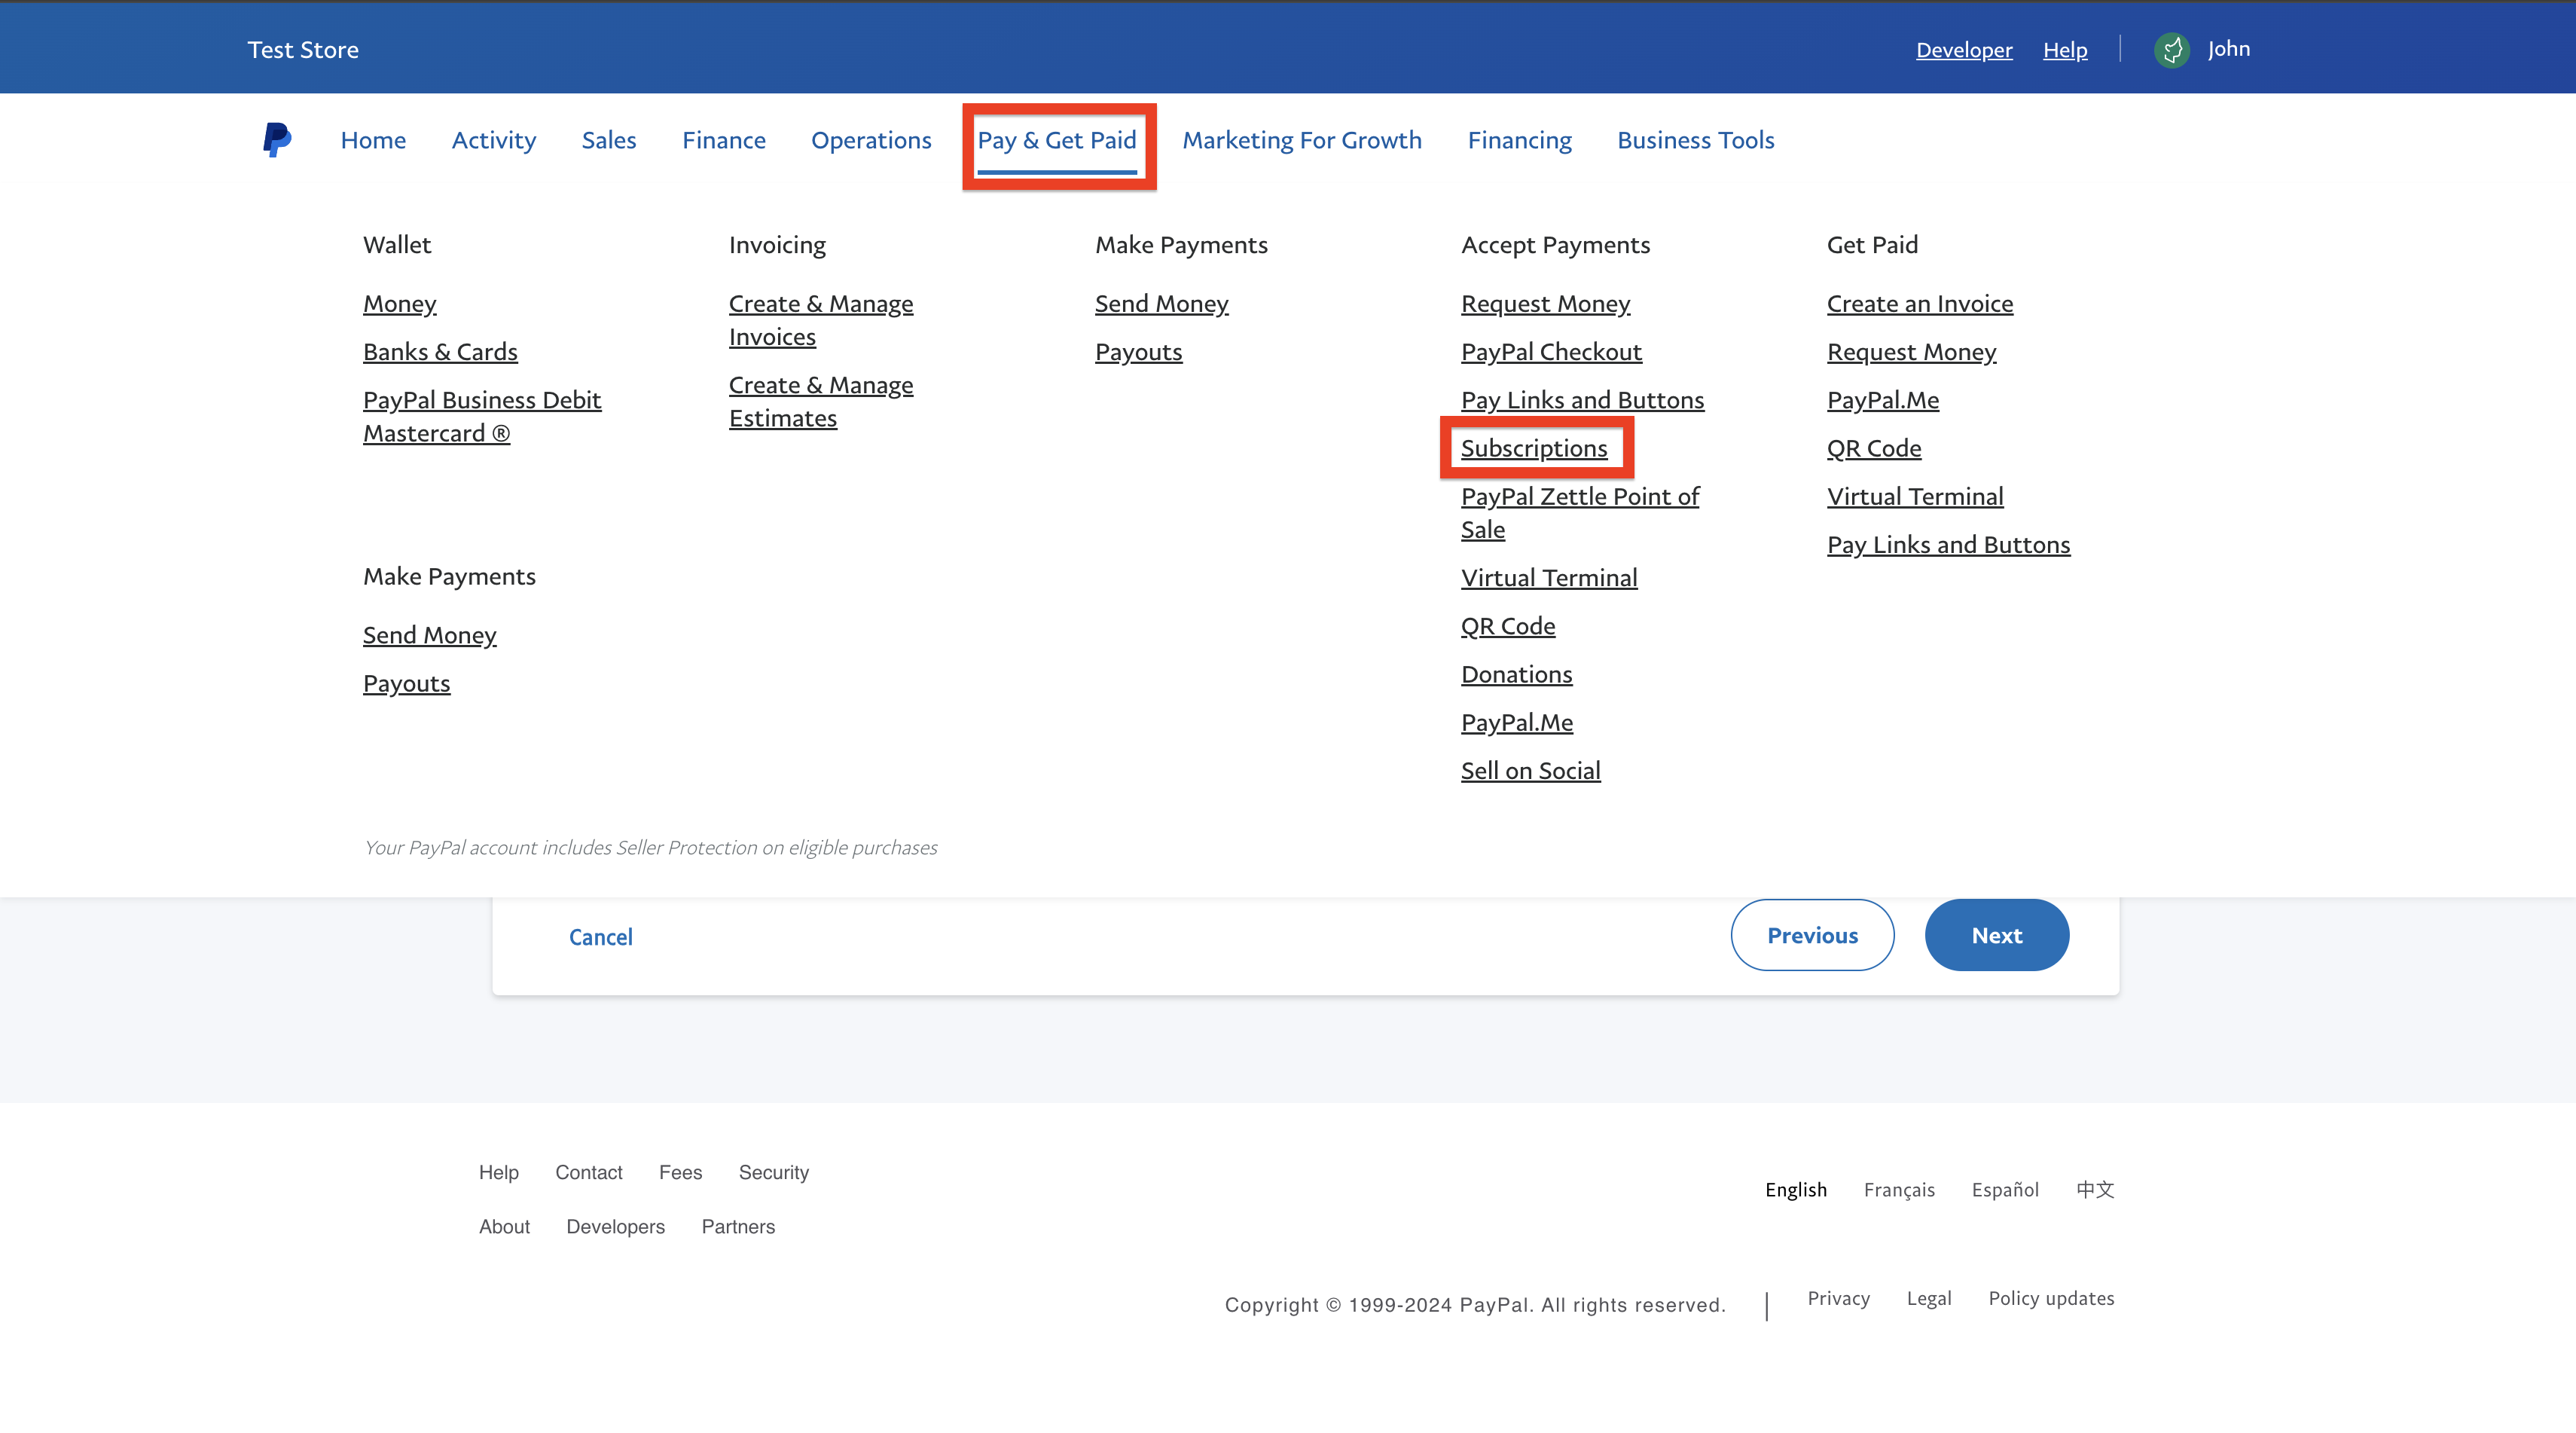 Test Store
Developer Help John
Home Activity Sales Finance Operations Pay & Get Paid Marketing For Growth Financing Business Tools
Wallet
Money
Banks & Cards
PayPal Business Debit
Mastercard ®
Make Payments
Send Money
Payouts
Invoicing
Create & Manage
Invoices
Create & Manage
Estimates
Make Payments
Send Money
Payouts
Accept Payments
Request Money
PayPal Checkout
Pay Links and Buttons
Subscriptions
PayPal Zettle Point of
Sale
Virtual Terminal
QR Code
Donations
PayPal.Me
Sell on Social
Get Paid
Create an Invoice
Request Money
PayPal.Me
QR Code
Virtual Terminal
Pay Links and Buttons
Your PayPal account includes Seller Protection on eligible purchases
Cancel Previous Next
Help Contact Fees Security
About Developers Partners
English Français Español 中文
Copyright © 1999-2024 PayPal. All rights reserved. | Privacy Legal Policy updates